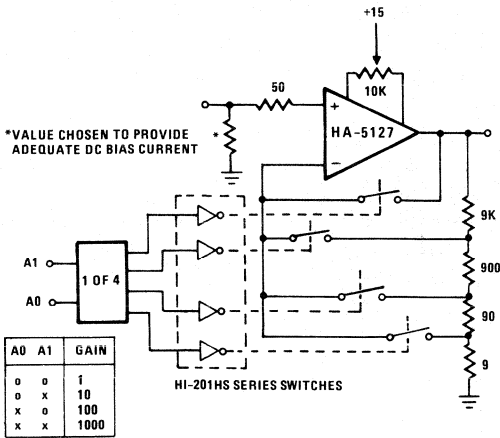 +15
50
10K
+
HA-5127
−
*VALUE CHOSEN TO PROVIDE
ADEQUATE DC BIAS CURRENT
*
9K
900
90
9
A1
A0
1 OF 4
HI-201HS SERIES SWITCHES
A0 A1 GAIN
o o 1
o x 10
x o 100
x x 1000